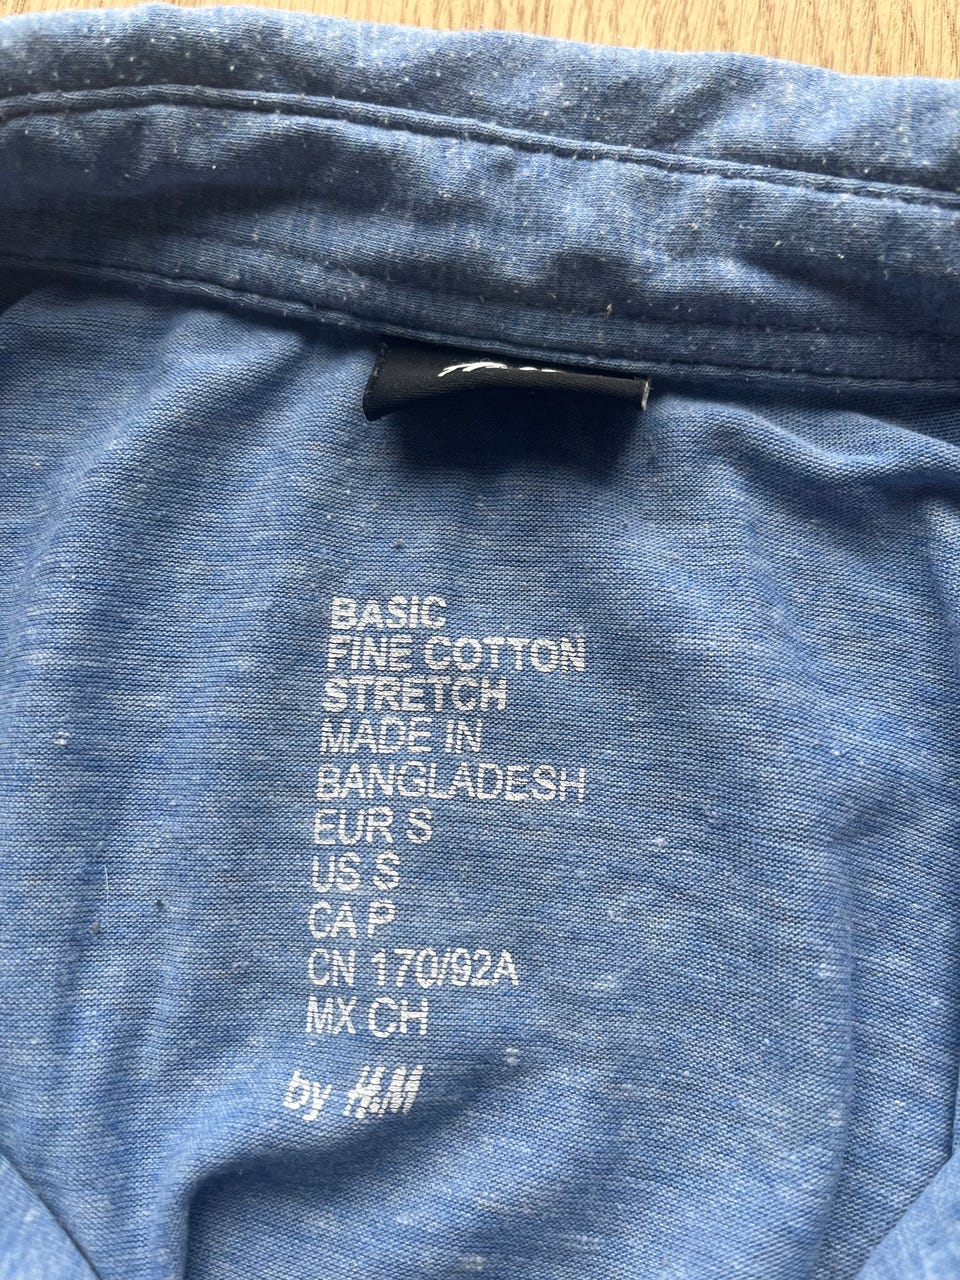 BASIC
FINE COTTON
STRETCH
MADE IN
BANGLADESH
EUR S
US S
CA P
CN 170/92A
MX CH
by H&M